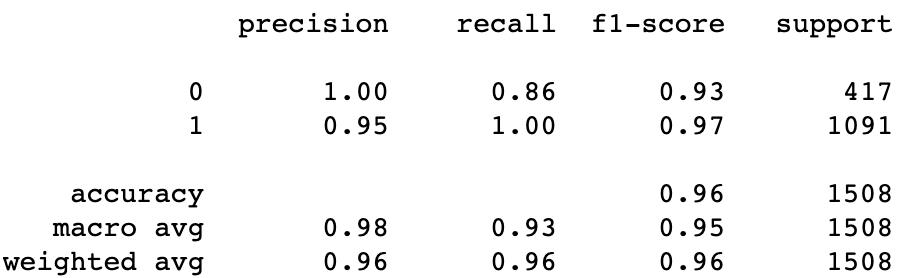 precision recall f1-score support
0 1.00 0.86 0.93 417
1 0.95 1.00 0.97 1091
accuracy 0.96 1508
macro avg 0.98 0.93 0.95 1508
weighted avg 0.96 0.96 0.96 1508